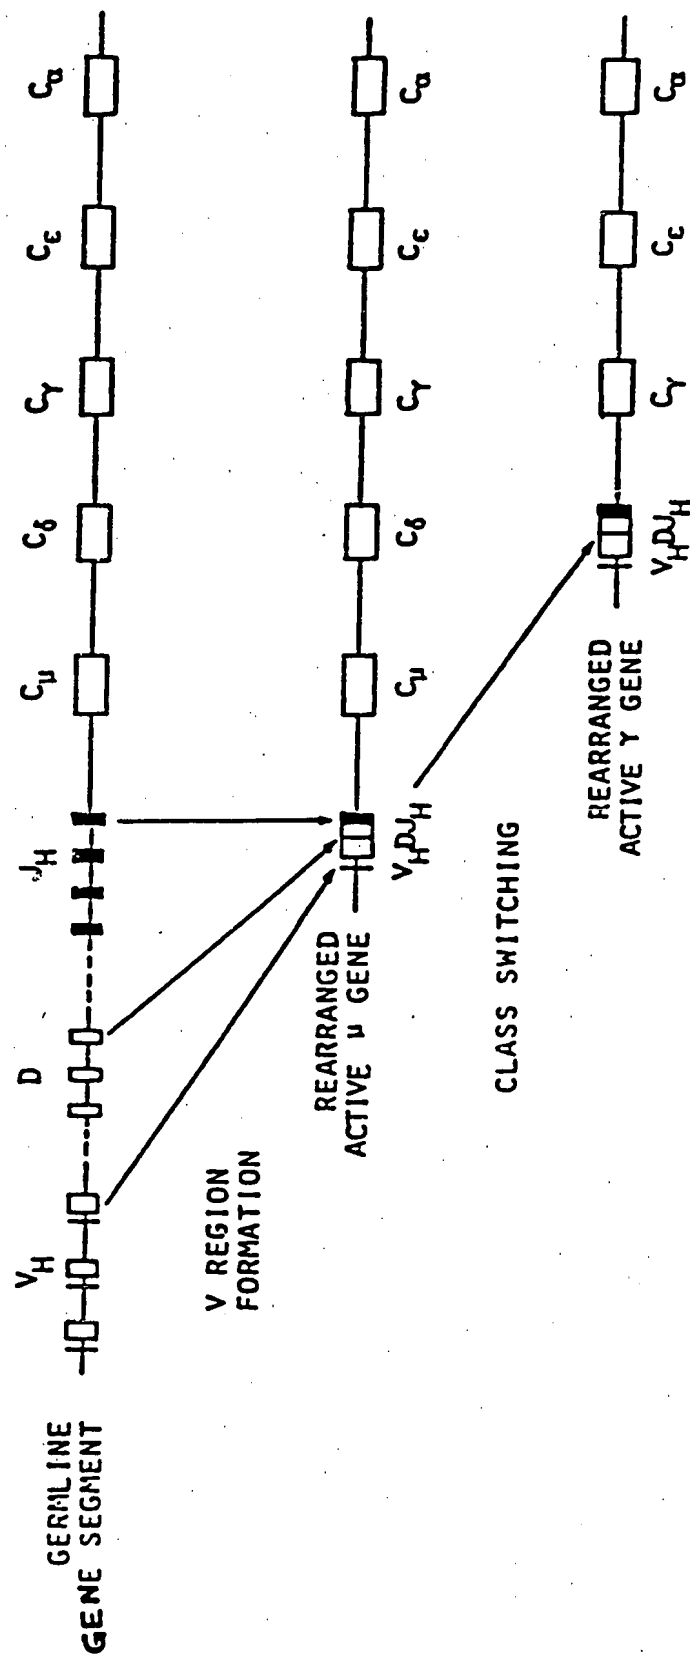 GERMLINE
GENE SEGMENT
V_H D J_H C_μ C_δ C_γ C_ε C_α
V REGION
FORMATION
REARRANGED
ACTIVE μ GENE
V_HDJ_H C_μ C_δ C_γ C_ε C_α
CLASS SWITCHING
REARRANGED
ACTIVE γ GENE
V_HDJ_H C_γ C_ε C_α